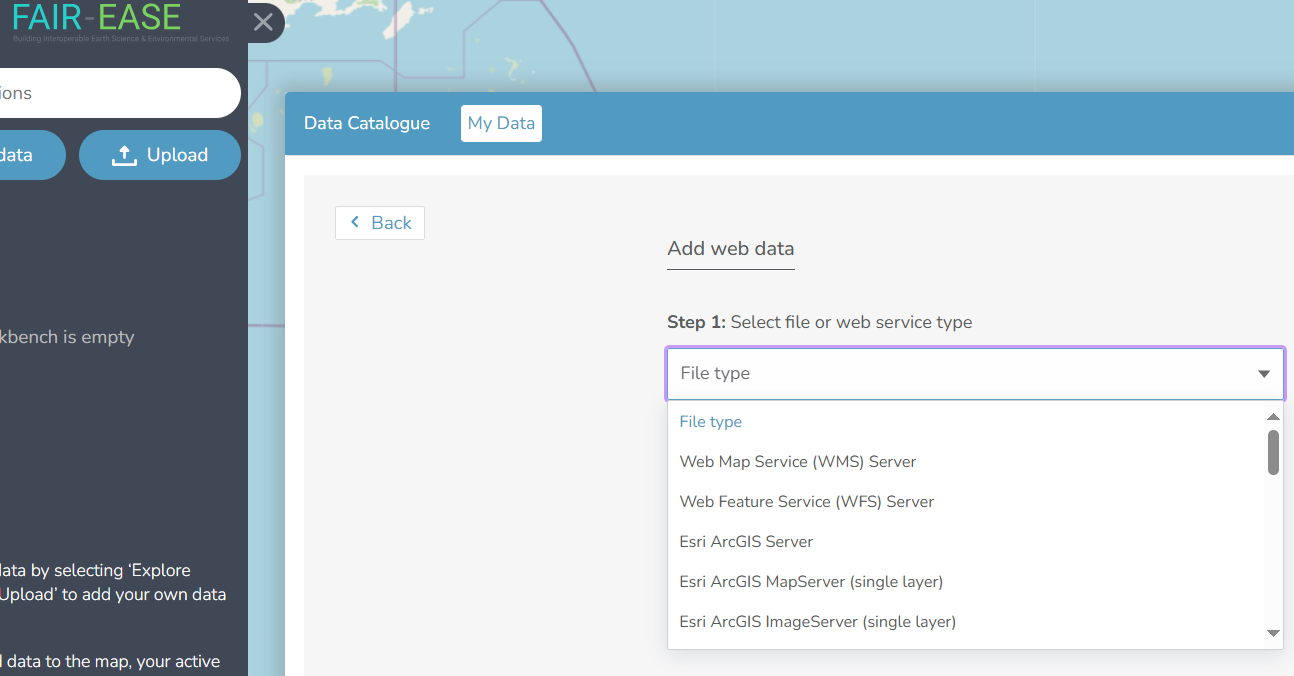 FAIR-EASE
Building Interoperable Earth Science & Environmental Services
ions
data
Upload
kbench is empty
data by selecting ‘Explore
Upload’ to add your own data
data to the map, your active
Data Catalogue
My Data
Back
Add web data
Step 1: Select file or web service type
File type
File type
Web Map Service (WMS) Server
Web Feature Service (WFS) Server
Esri ArcGIS Server
Esri ArcGIS MapServer (single layer)
Esri ArcGIS ImageServer (single layer)